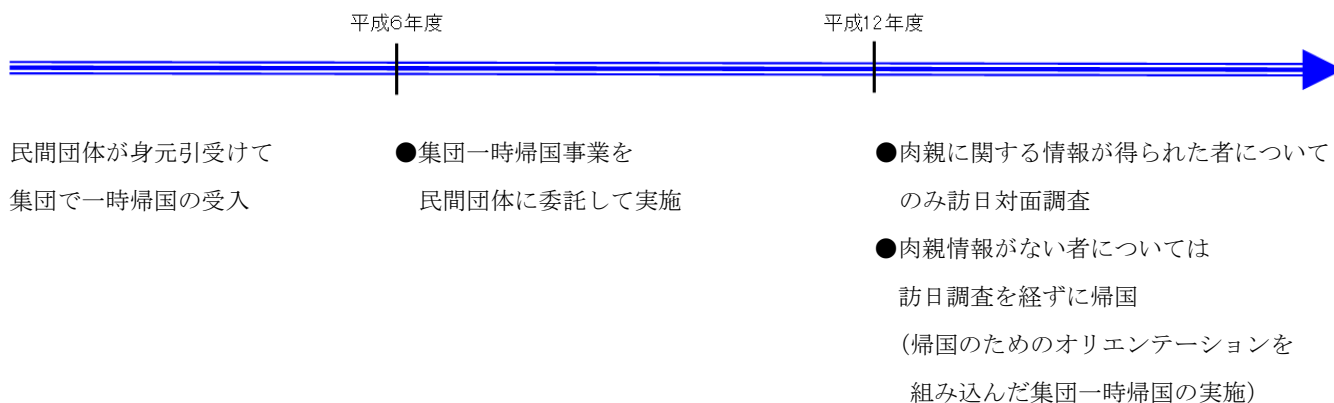 平成6年度
平成12年度
民間団体が身元引受けて
集団で一時帰国の受入
●集団一時帰国事業を
民間団体に委託して実施
●肉親に関する情報が得られた者について
のみ訪日対面調査
●肉親情報がない者については
訪日調査を経ずに帰国
(帰国のためのオリエンテーションを
組み込んだ集団一時帰国の実施)